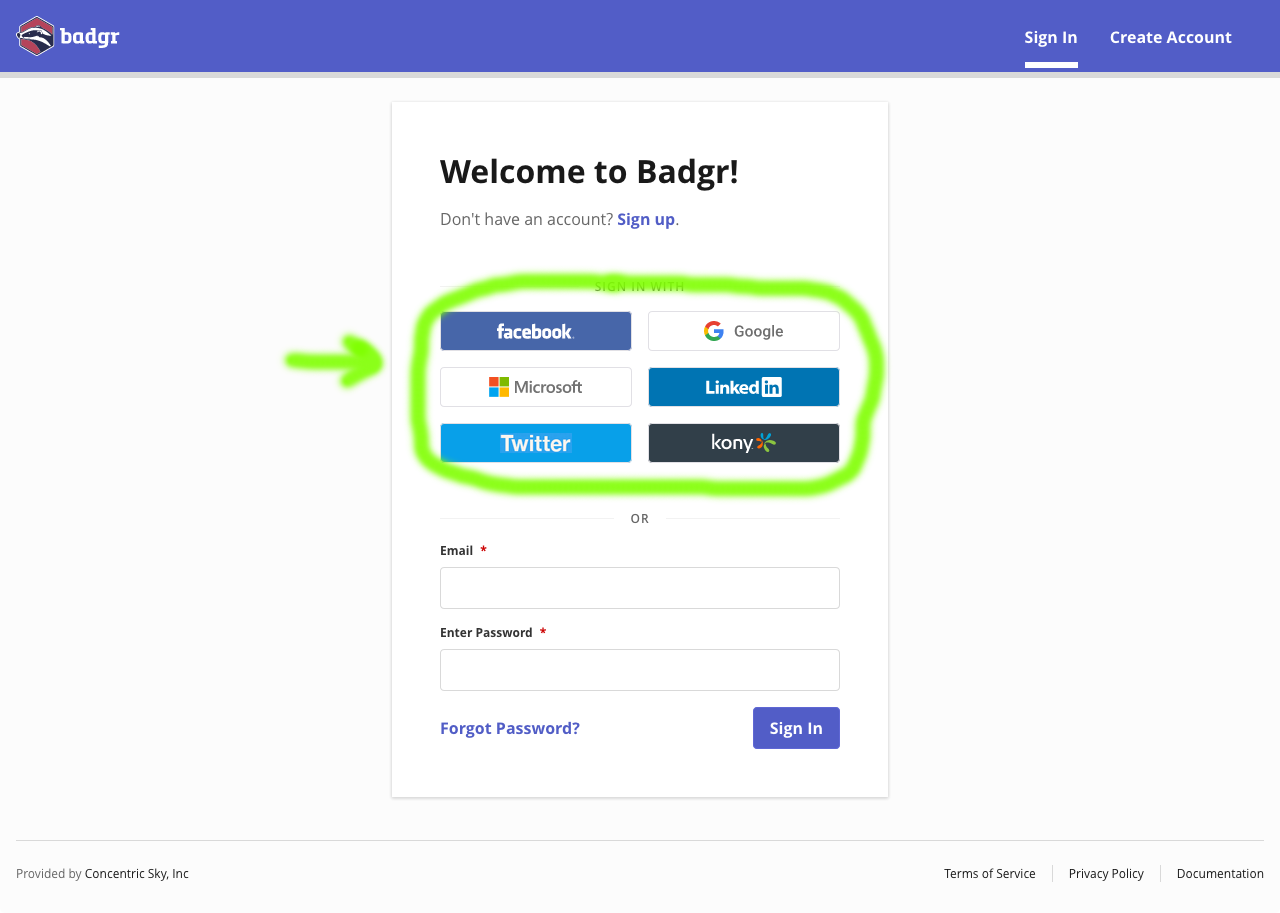 badgr
Sign In
Create Account
Welcome to Badgr!
Don't have an account? Sign up.
SIGN IN WITH
facebook
Google
Microsoft
Linked in
Twitter
kony
OR
Email *
Enter Password *
Forgot Password?
Sign In
Provided by Concentric Sky, Inc
Terms of Service
Privacy Policy
Documentation